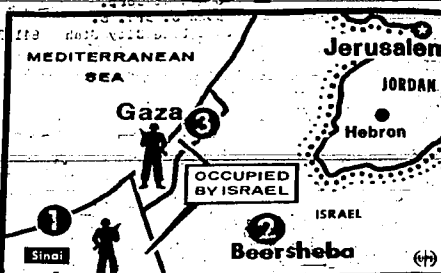 MEDITERRANEAN
SEA
Jerusalem
JORDAN
Gaza
3
Hebron
OCCUPIED
BY ISRAEL
1
ISRAEL
2
Sinai
Beersheba